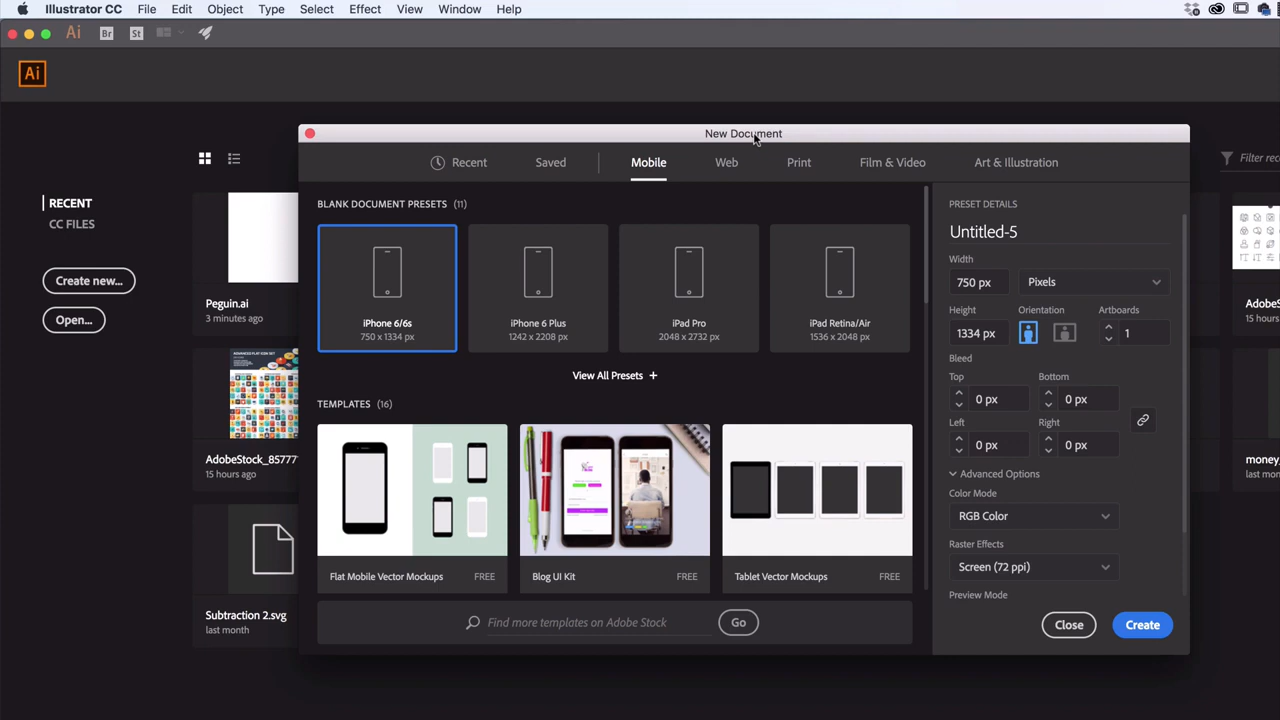 Illustrator CC File Edit Object Type Select Effect View Window Help
Ai Br St
Ai
New Document
Recent Saved Mobile Web Print Film & Video Art & Illustration
Filter rec
RECENT
CC FILES
Create new...
Open...
Peguin.ai
3 minutes ago
AdobeStock_85777
15 hours ago
Subtraction 2.svg
last month
BLANK DOCUMENT PRESETS (11)
iPhone 6/6s
750 x 1334 px
iPhone 6 Plus
1242 x 2208 px
iPad Pro
2048 x 2732 px
iPad Retina/Air
1536 x 2048 px
View All Presets +
TEMPLATES (16)
Flat Mobile Vector Mockups FREE
Blog UI Kit FREE
Tablet Vector Mockups FREE
Find more templates on Adobe Stock Go
PRESET DETAILS
Untitled-5
Width
750 px Pixels
Height Orientation Artboards
1334 px 1
Bleed
Top Bottom
0 px 0 px
Left Right
0 px 0 px
Advanced Options
Color Mode
RGB Color
Raster Effects
Screen (72 ppi)
Preview Mode
Close Create
AdobeS
15 hours
money.
last mon